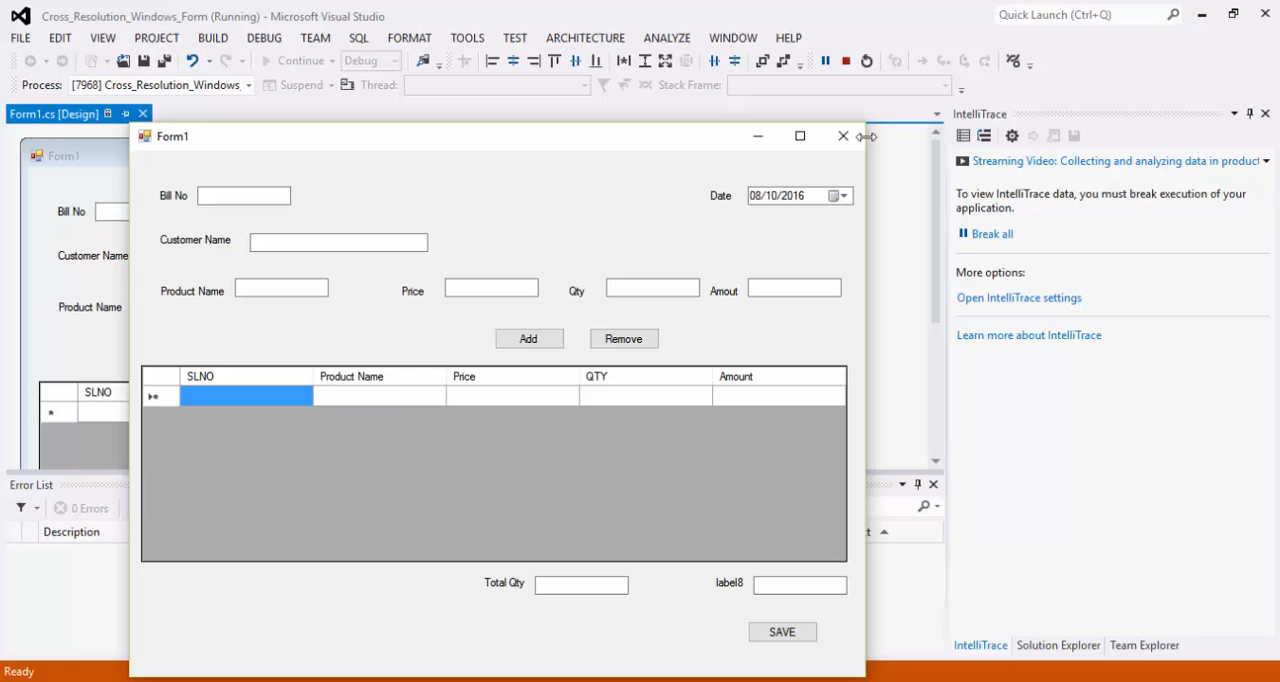 Cross_Resolution_Windows_Form (Running) - Microsoft Visual Studio
Quick Launch (Ctrl+Q)
FILE EDIT VIEW PROJECT BUILD DEBUG TEAM SQL FORMAT TOOLS TEST ARCHITECTURE ANALYZE WINDOW HELP
Continue Debug
Process: [7968] Cross_Resolution_Windows_ Suspend Thread: Stack Frame:
Form1.cs [Design]
Form1
Bill No
Customer Name
Product Name
SLNO
*
Form1
Bill No Date 08/10/2016
Customer Name
Product Name Price Qty Amout
Add Remove
SLNO Product Name Price QTY Amount
Total Qty label8
SAVE
IntelliTrace
Streaming Video: Collecting and analyzing data in product
To view IntelliTrace data, you must break execution of your
application.
Break all
More options:
Open IntelliTrace settings
Learn more about IntelliTrace
Error List
0 Errors
Description
IntelliTrace Solution Explorer Team Explorer
Ready